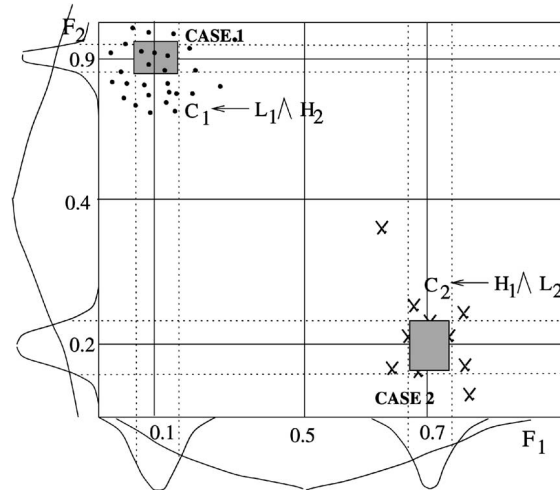 F2
CASE 1
0.9
C1 ← L1 ∧ H2
0.4
C2 ← H1 ∧ L2
0.2
CASE 2
0.1 0.5 0.7 F1